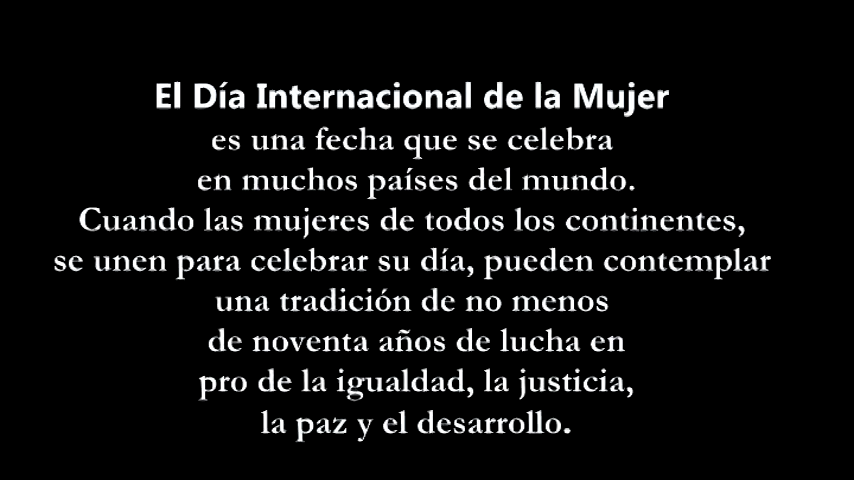 El Día Internacional de la Mujer
es una fecha que se celebra
en muchos países del mundo.
Cuando las mujeres de todos los continentes,
se unen para celebrar su día, pueden contemplar
una tradición de no menos
de noventa años de lucha en
pro de la igualdad, la justicia,
la paz y el desarrollo.